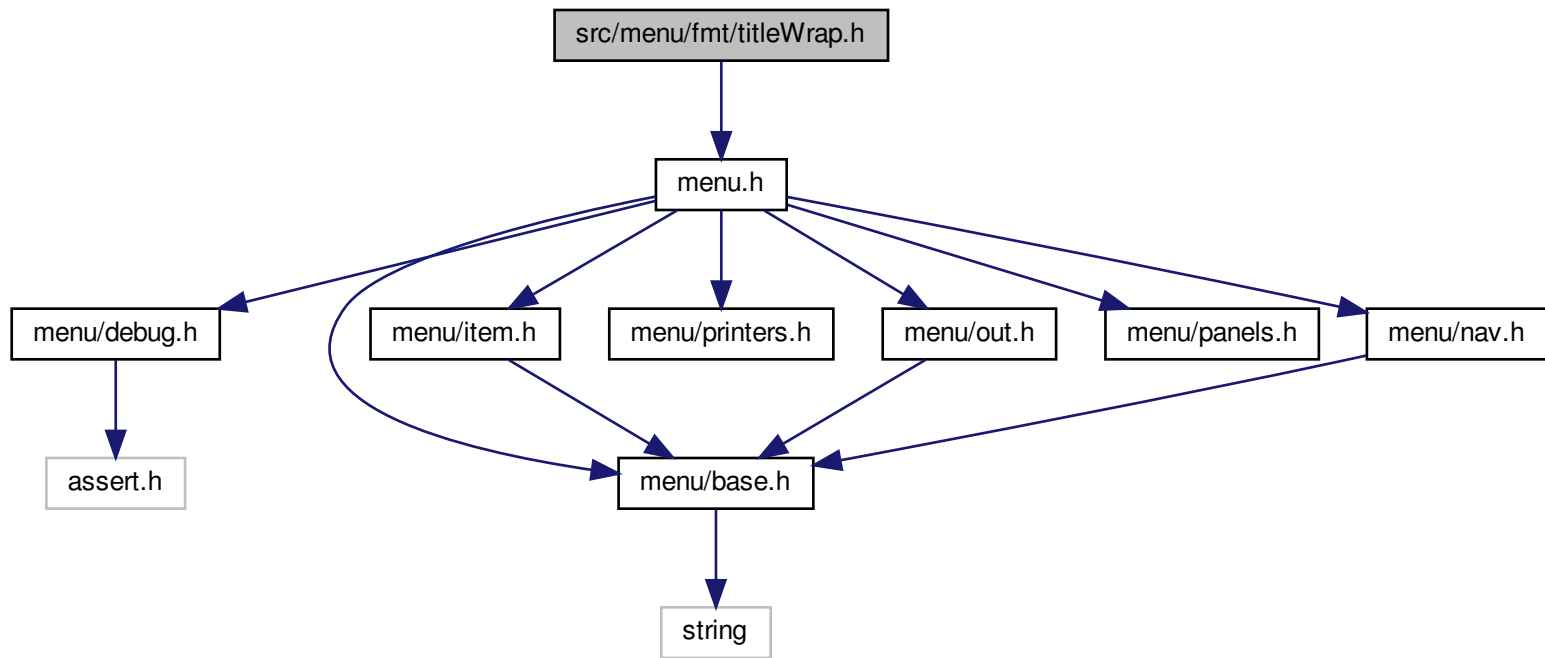 src/menu/fmt/titleWrap.h
menu.h
menu/debug.h
menu/item.h
menu/printers.h
menu/out.h
menu/panels.h
menu/nav.h
assert.h
menu/base.h
string